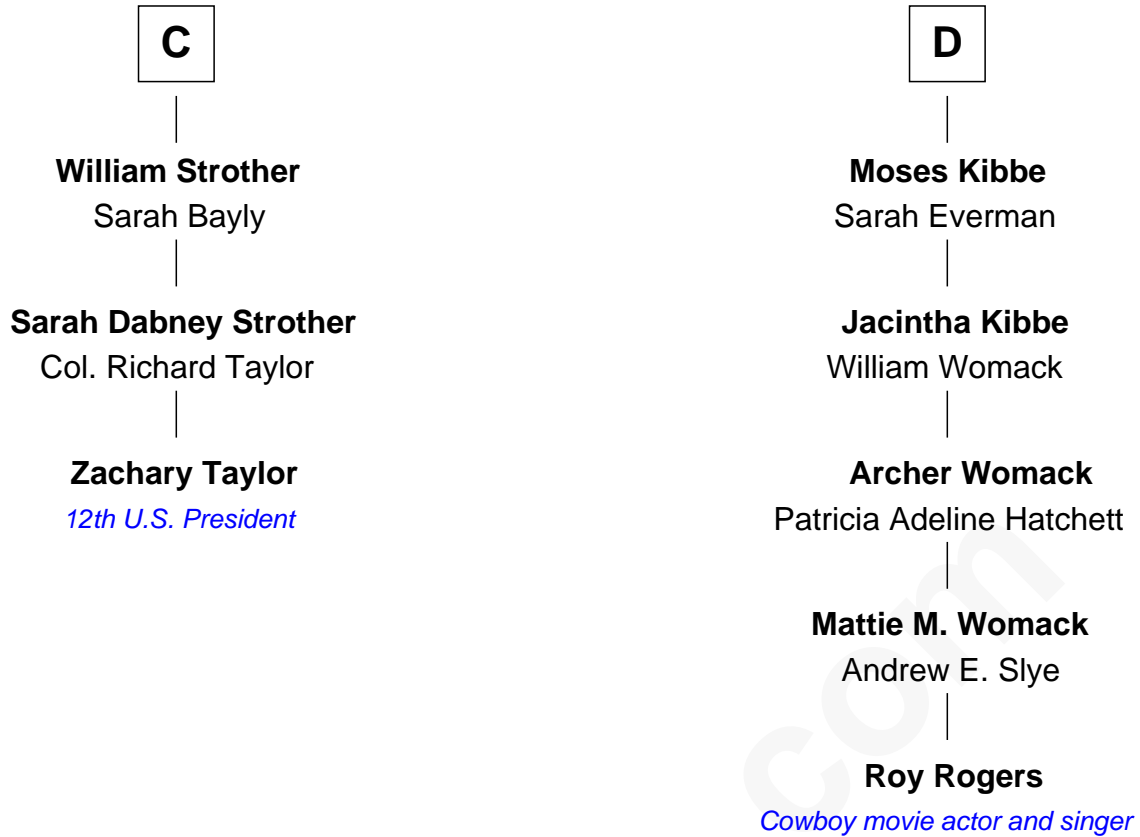 C
William Strother
Sarah Bayly
Sarah Dabney Strother
Col. Richard Taylor
Zachary Taylor
12th U.S. President
D
Moses Kibbe
Sarah Everman
Jacintha Kibbe
William Womack
Archer Womack
Patricia Adeline Hatchett
Mattie M. Womack
Andrew E. Slye
Roy Rogers
Cowboy movie actor and singer
com